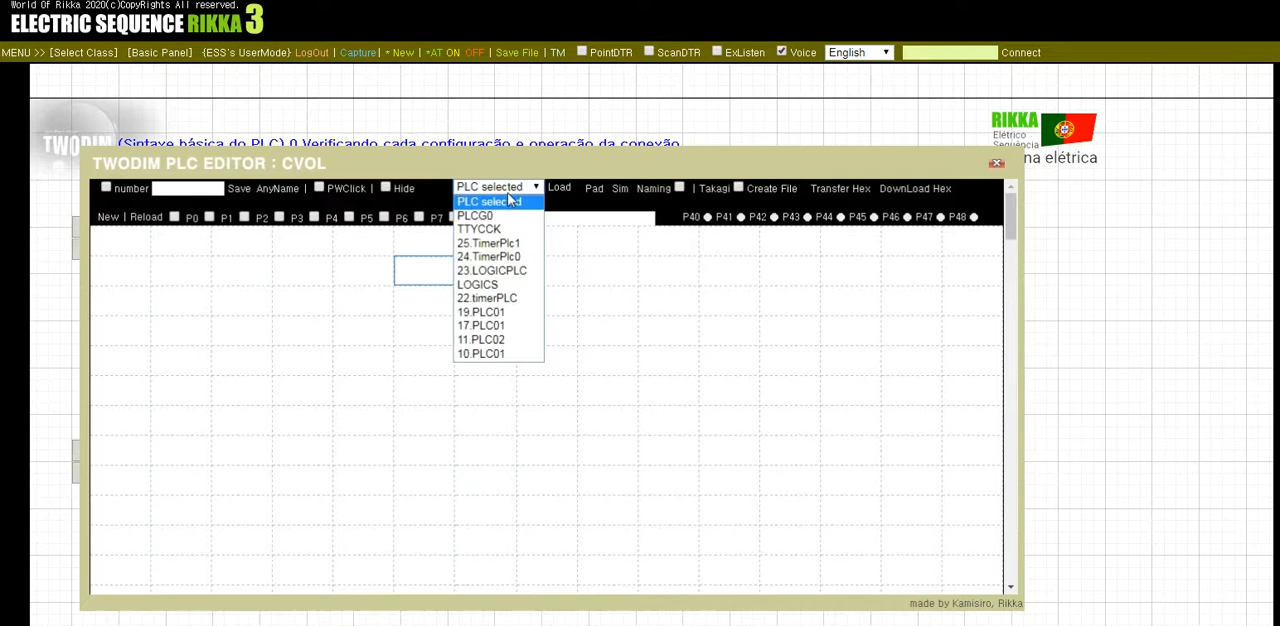 World Of Rikka 2020(c)CopyRights All reserved.
ELECTRIC SEQUENCE RIKKA 3
MENU >> [Select Class] [Basic Panel] {ESS's UserMode} LogOut | Capture | * New | *AT ON OFF | Save File | TM PointDTR ScanDTR ExListen Voice English Connect
RIKKA
Elétrico
TWODIM (Sintaxe básica do PLC) 0 Verificando cada configuração e operação da conexão
na elétrica
TWODIM PLC EDITOR : CVOL
number Save AnyName | PWClick | Hide PLC selected Load Pad Sim Naming | Takagi Create File Transfer Hex DownLoad Hex
PLC selected
New | Reload P0 P1 P2 P3 P4 P5 P6 P7 P40 P41 P42 P43 P44 P45 P46 P47 P48
PLCG0
TTYCCK
25.TimerPlc1
24.TimerPlc0
23.LOGICPLC
LOGICS
22.timerPLC
19.PLC01
17.PLC01
11.PLC02
10.PLC01
made by Kamisiro, Rikka